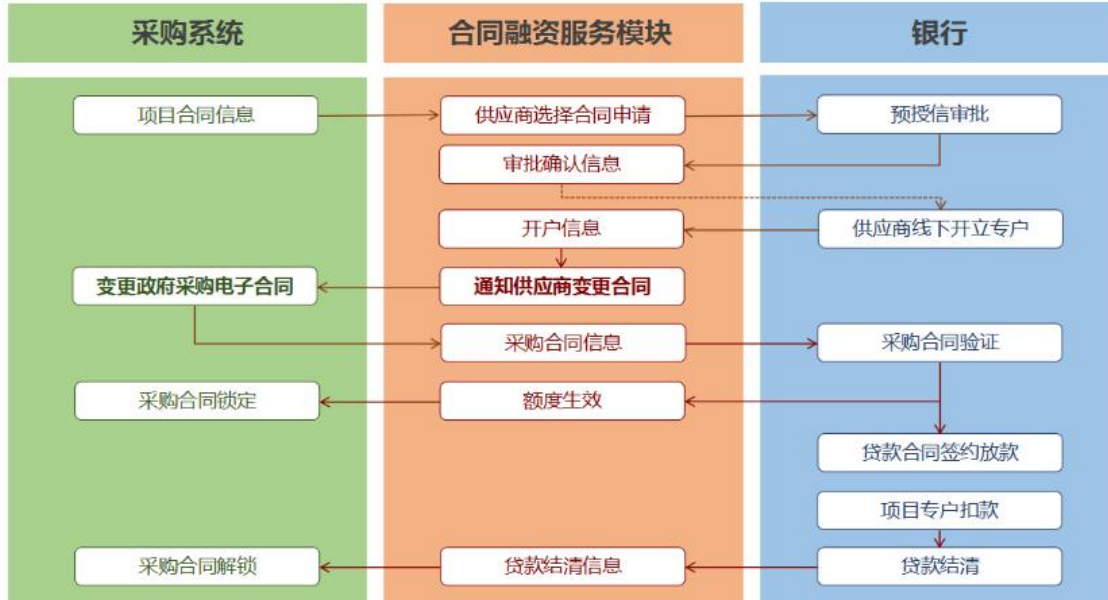 采购系统
合同融资服务模块
银行
项目合同信息
供应商选择合同申请
预授信审批
审批确认信息
开户信息
供应商线下开立专户
变更政府采购电子合同
通知供应商变更合同
采购合同信息
采购合同验证
采购合同锁定
额度生效
贷款合同签约放款
项目专户扣款
采购合同解锁
贷款结清信息
贷款结清